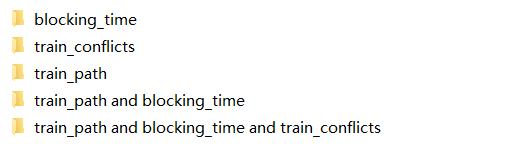 blocking_time
train_conflicts
train_path
train_path and blocking_time
train_path and blocking_time and train_conflicts